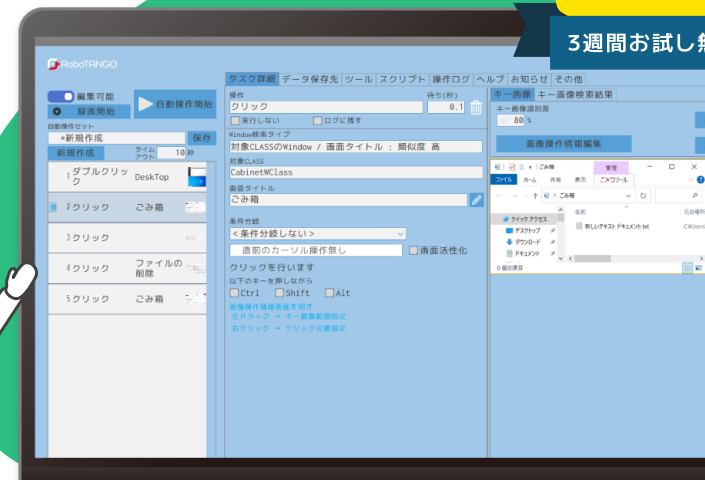 3週間お試し無
RoboTANGO
編集可能
録画開始
自動操作開始
自動操作セット
*新規作成
保存
新規作成
タイム
アウト
10 秒
1 ダブルクリック
DeskTop
2 クリック
ごみ箱
3 クリック
4 クリック
ファイルの
削除
5 クリック
ごみ箱
タスク詳細 データ保存先 ツール スクリプト 操作ログ ヘルプ お知らせ その他
操作
待ち(秒)
クリック
0.1
実行しない
ログに残す
Window検索タイプ
対象CLASSのWindow / 画面タイトル : 類似度 高
対象CLASS
CabinetWClass
画面タイトル
ごみ箱
条件分岐
<条件分岐しない>
直前のカーソル操作無し
画面活性化
クリックを行います
以下のキーを押しながら
Ctrl
Shift
Alt
画像操作情報画面を開き
左ドラッグ ⇒ キー画像範囲指定
右クリック ⇒ クリック位置指定
キー画像 キー画像検索結果
キー画像識別度
80 %
画像操作情報編集
ごみ箱
管理
ファイル
ホーム
共有
表示
ごみ箱ツール
ごみ箱
名前
元の場所
クイック アクセス
デスクトップ
ダウンロード
ドキュメント
新しいテキスト ドキュメント.txt
C:¥Users
0 個の項目